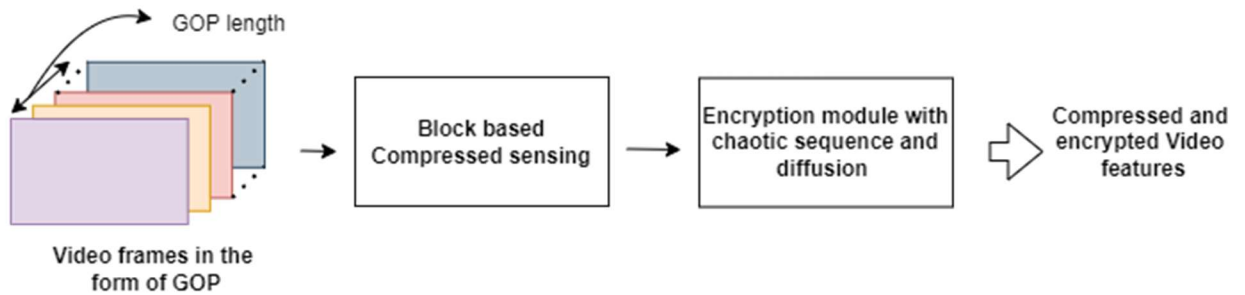 GOP length
Video frames in the
form of GOP
Block based
Compressed sensing
Encryption module with
chaotic sequence and
diffusion
Compressed and
encrypted Video
features